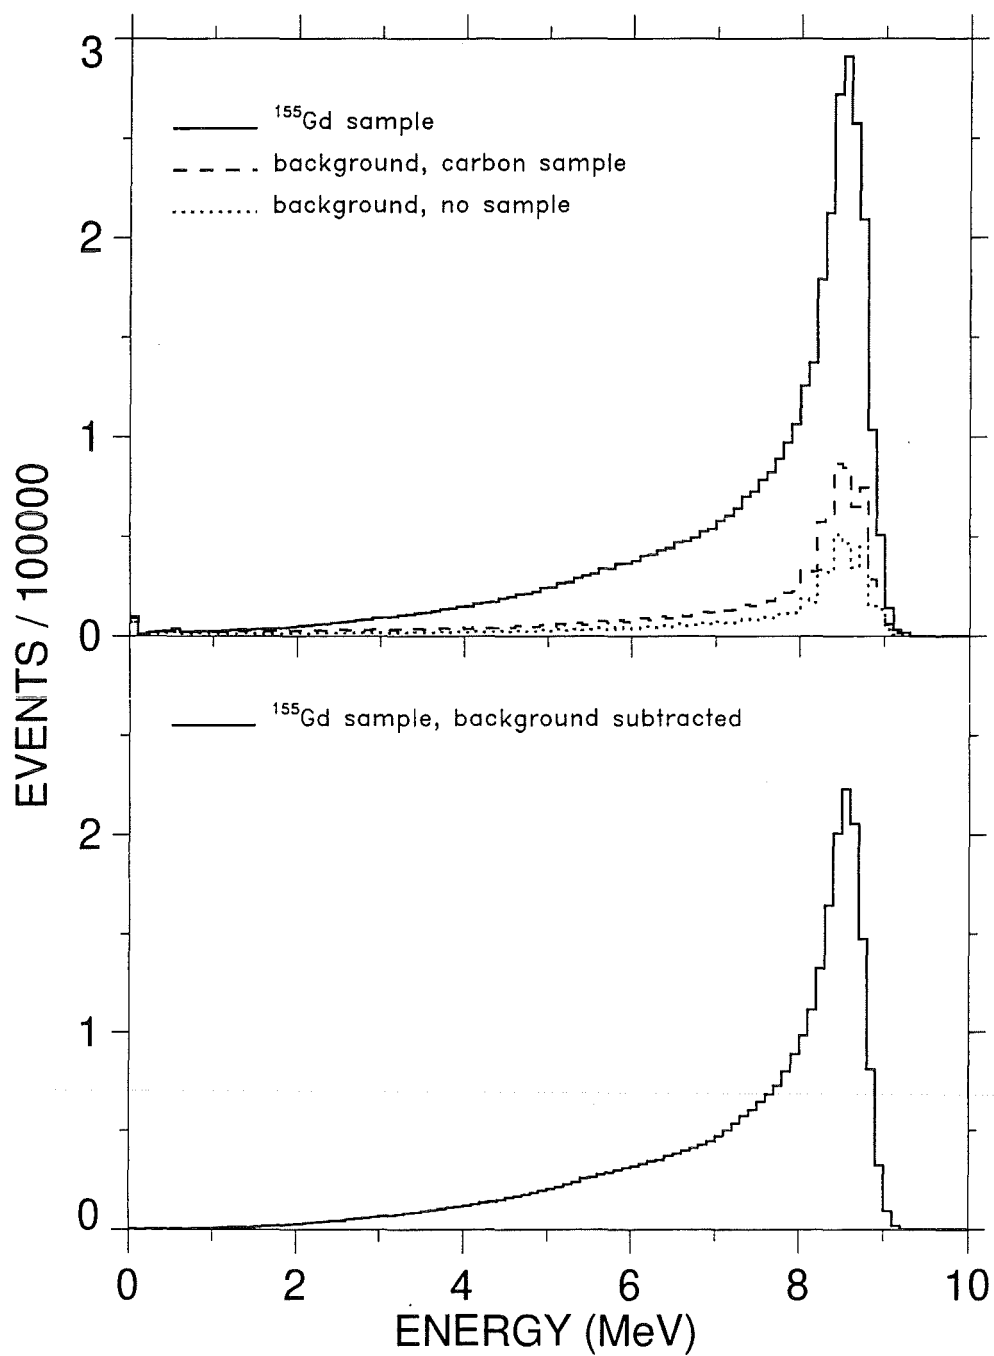 3
¹⁵⁵Gd sample
background, carbon sample
background, no sample
2
1
0
EVENTS / 100000
¹⁵⁵Gd sample, background subtracted
2
1
0
0 2 4 6 8 10
ENERGY (MeV)